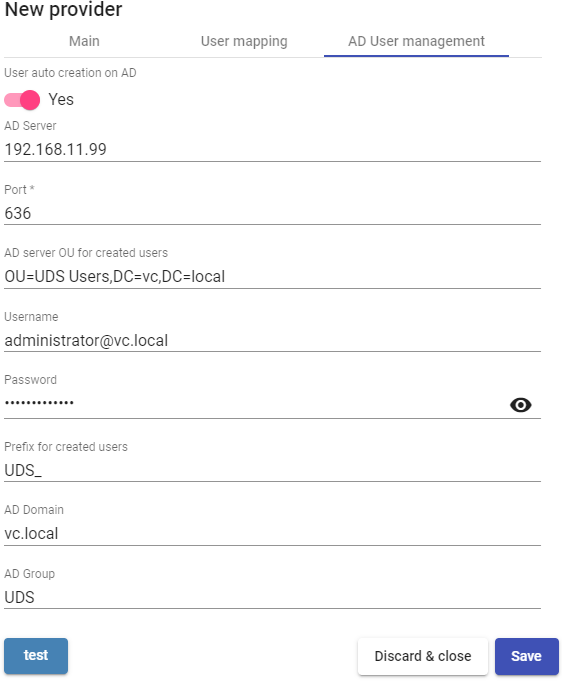 New provider
Main
User mapping
AD User management
User auto creation on AD
Yes
AD Server
192.168.11.99
Port *
636
AD server OU for created users
OU=UDS Users,DC=vc,DC=local
Username
administrator@vc.local
Password
•••••••••••••
Prefix for created users
UDS_
AD Domain
vc.local
AD Group
UDS
test
Discard & close
Save